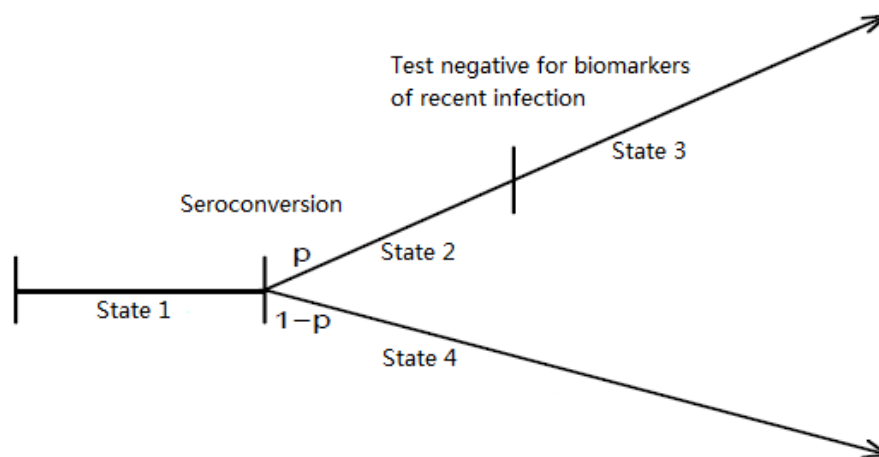 Test negative for biomarkers
of recent infection
State 3
Seroconversion
p
State 2
State 1
1-p
State 4